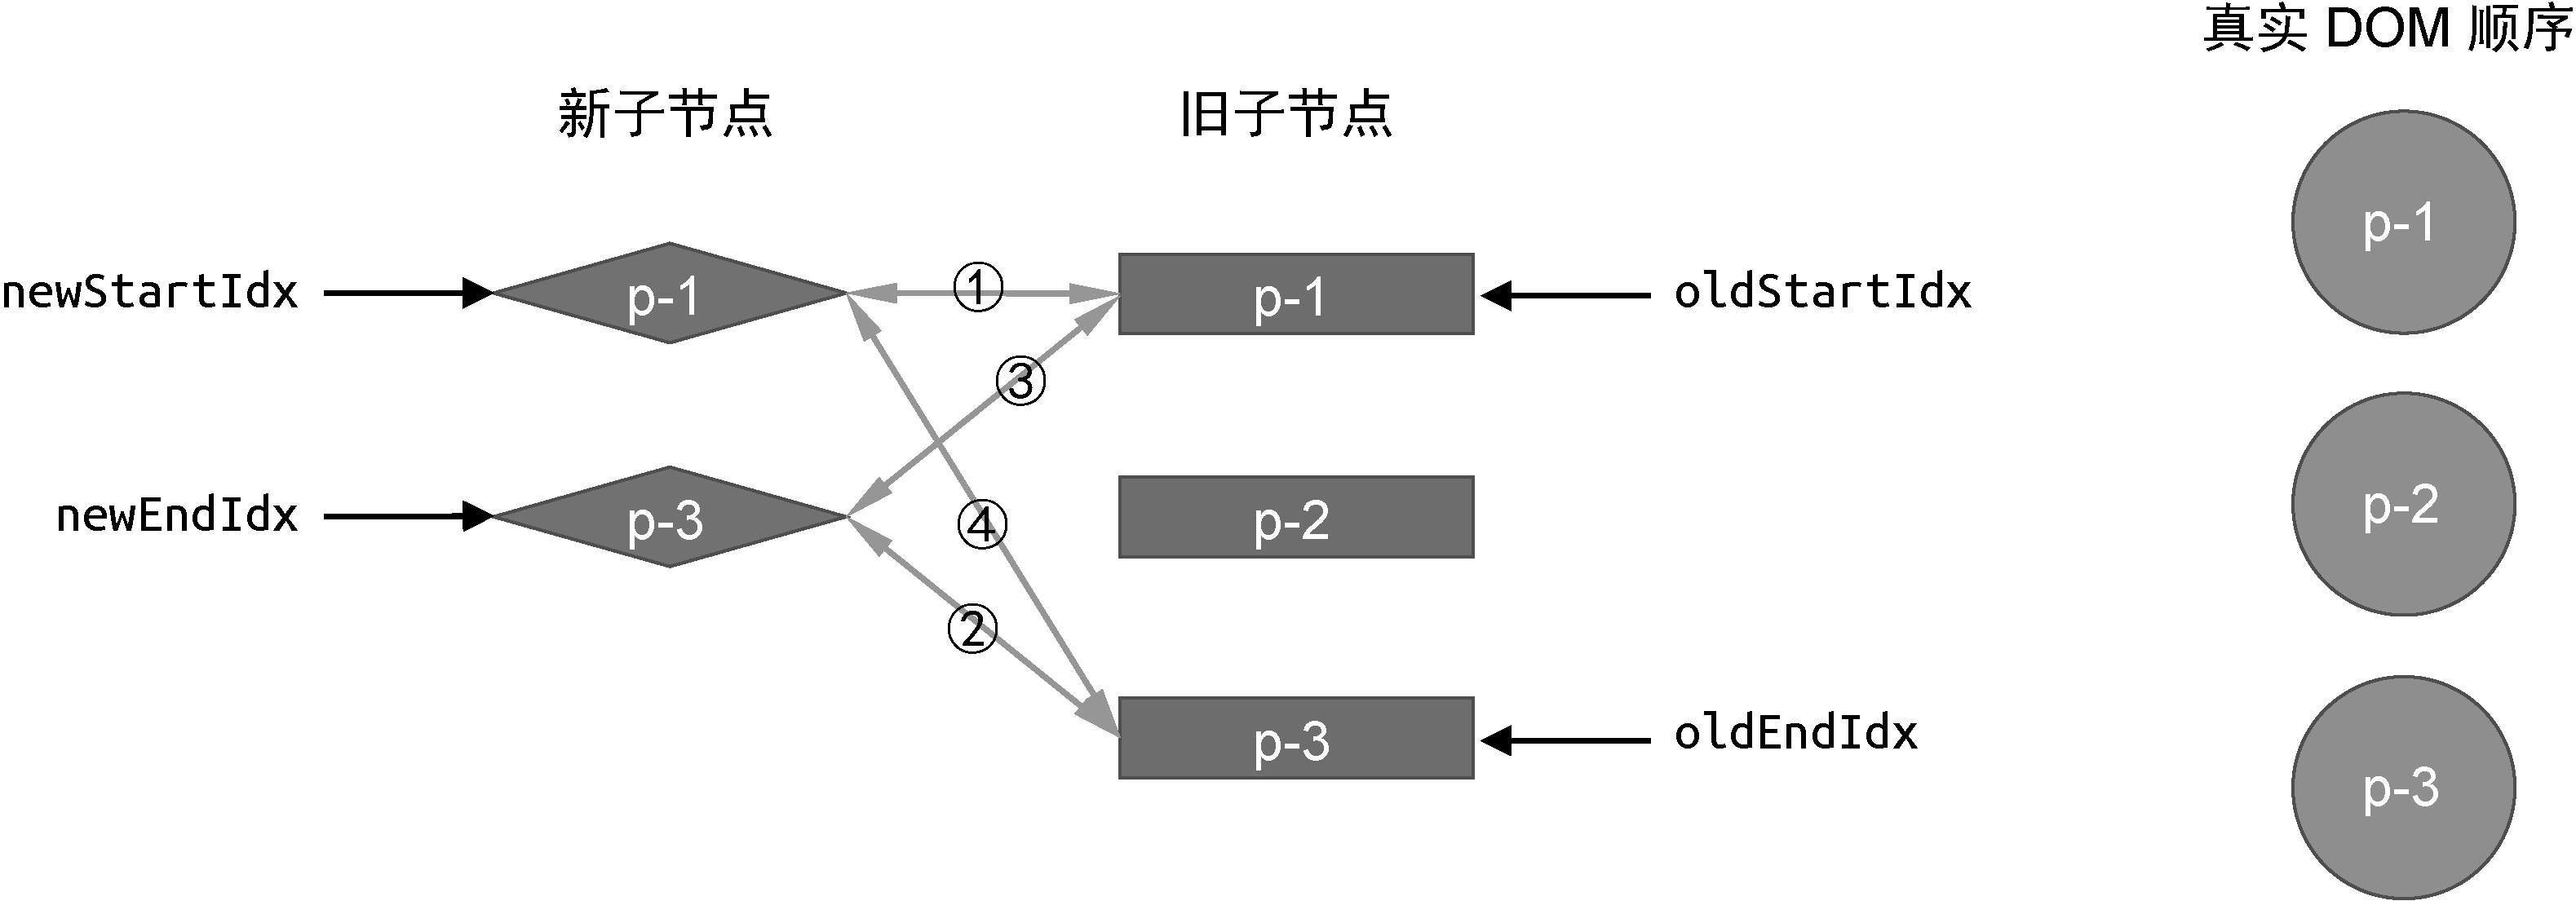 真实 DOM 顺序
新子节点
旧子节点
newStartIdx
p-1
①
p-1
oldStartIdx
p-1
③
newEndIdx
p-3
④
p-2
p-2
②
p-3
oldEndIdx
p-3